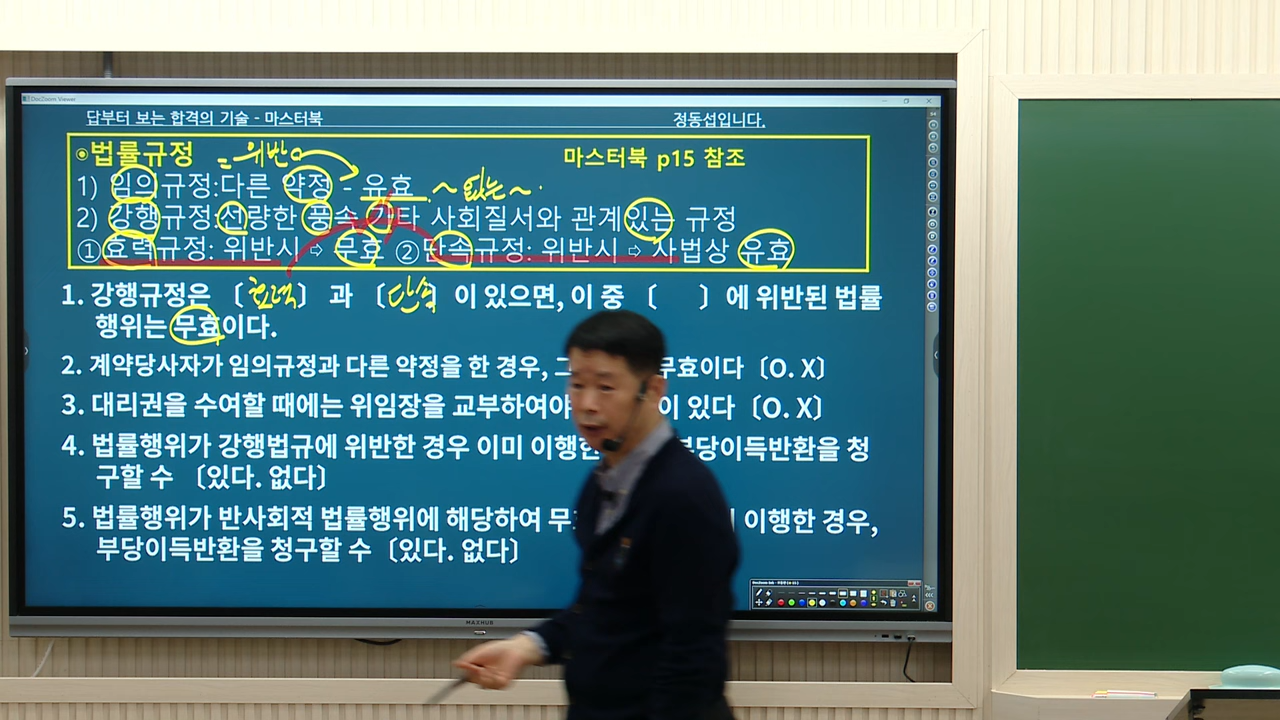 DocZoom Viewer
답부터 보는 합격의 기술 - 마스터북 정동섭입니다.
◉법률규정 = 위반 마스터북 p15 참조
1) 임의규정:다른 약정 - 유효 ~ 없는 ~
2) 강행규정:선량한 풍속 기타 사회질서와 관계있는 규정
①효력규정: 위반시 ⇨ 무효 ②단속규정: 위반시 ⇨ 사법상 유효
1. 강행규정은 〔효력〕 과 〔단속〕 이 있으면, 이 중 〔 〕에 위반된 법률
행위는 무효이다.
2. 계약당사자가 임의규정과 다른 약정을 한 경우, 무효이다〔O. X〕
3. 대리권을 수여할 때에는 위임장을 교부하여야 이 있다〔O. X〕
4. 법률행위가 강행법규에 위반한 경우 이미 이행한 부당이득반환을 청
구할 수 〔있다. 없다〕
5. 법률행위가 반사회적 법률행위에 해당하여 이행한 경우,
부당이득반환을 청구할 수〔있다. 없다〕
MAXHUB